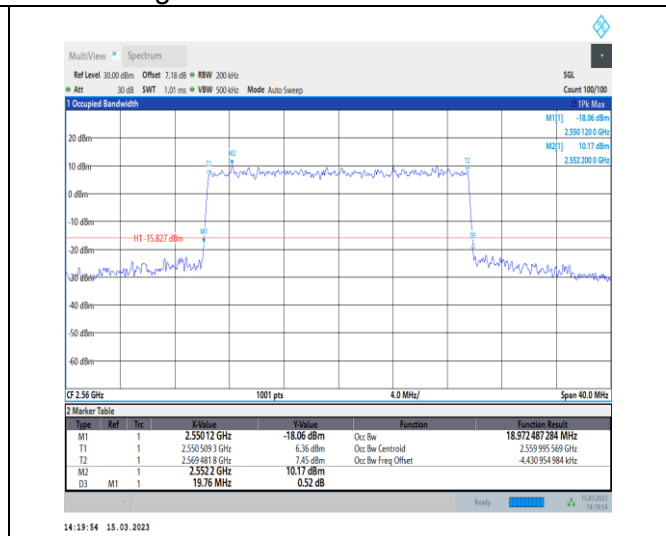 MultiView Spectrum
Ref Level 30.00 dBm Offset 7.18 dB RBW 200 kHz SGL
Att 30 dB SWT 1.01 ms VBW 500 kHz Mode Auto Sweep Count 100/100
1 Occupied Bandwidth 1Pk Max
M1[1] -18.06 dBm
2.550 120 0 GHz
M2[1] 10.17 dBm
2.552 200 0 GHz
20 dBm
M2
T1
T2
10 dBm
0 dBm
-10 dBm
M1
D3
H1 -15.827 dBm
-20 dBm
-30 dBm
-40 dBm
-50 dBm
-60 dBm
CF 2.56 GHz 1001 pts 4.0 MHz/ Span 40.0 MHz
2 Marker Table
Type Ref Trc X-Value Y-Value Function Function Result
M1 1 2.55012 GHz -18.06 dBm Occ Bw 18.972 487 284 MHz
T1 1 2.550 509 3 GHz 6.36 dBm Occ Bw Centroid 2.559 995 569 GHz
T2 1 2.569 481 8 GHz 7.45 dBm Occ Bw Freq Offset -4.430 954 984 kHz
M2 1 2.552 2 GHz 10.17 dBm
D3 M1 1 19.76 MHz 0.52 dB
Ready
14:19:54
14:19:54 15.03.2023